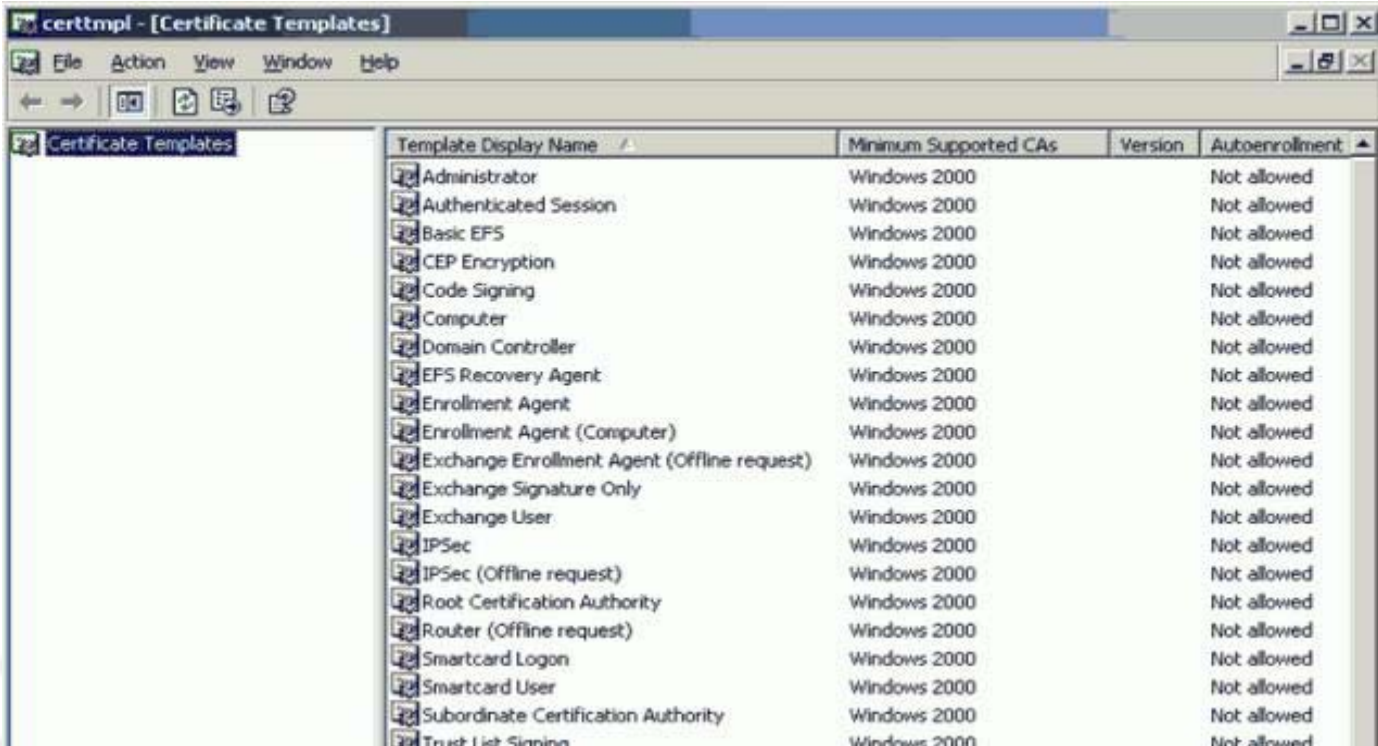 certtmpl - [Certificate Templates]
File Action View Window Help
Certificate Templates
Template Display Name Minimum Supported CAs Version Autoenrollment
Administrator Windows 2000 Not allowed
Authenticated Session Windows 2000 Not allowed
Basic EFS Windows 2000 Not allowed
CEP Encryption Windows 2000 Not allowed
Code Signing Windows 2000 Not allowed
Computer Windows 2000 Not allowed
Domain Controller Windows 2000 Not allowed
EFS Recovery Agent Windows 2000 Not allowed
Enrollment Agent Windows 2000 Not allowed
Enrollment Agent (Computer) Windows 2000 Not allowed
Exchange Enrollment Agent (Offline request) Windows 2000 Not allowed
Exchange Signature Only Windows 2000 Not allowed
Exchange User Windows 2000 Not allowed
IPSec Windows 2000 Not allowed
IPSec (Offline request) Windows 2000 Not allowed
Root Certification Authority Windows 2000 Not allowed
Router (Offline request) Windows 2000 Not allowed
Smartcard Logon Windows 2000 Not allowed
Smartcard User Windows 2000 Not allowed
Subordinate Certification Authority Windows 2000 Not allowed
Trust List Signing Windows 2000 Not allowed